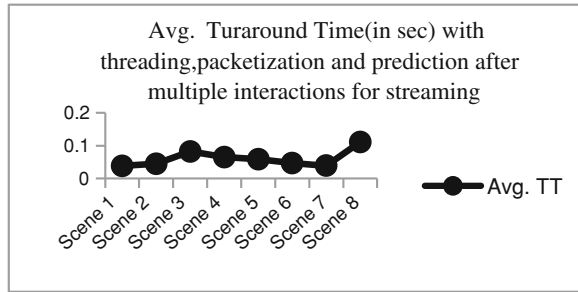 Avg. Turaround Time(in sec) with
threading,packetization and prediction after
multiple interactions for streaming
0.2
0.1
0
Scene 1
Scene 2
Scene 3
Scene 4
Scene 5
Scene 6
Scene 7
Scene 8
Avg. TT